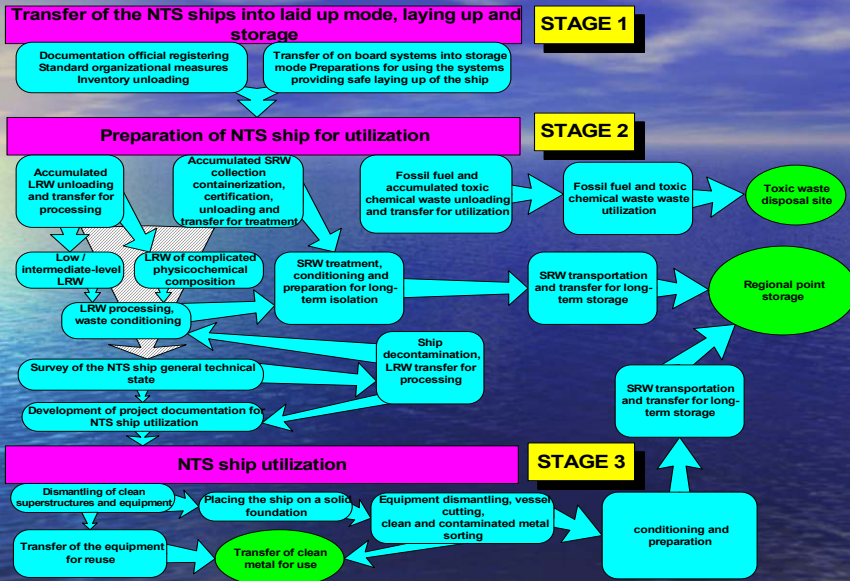 Transfer of the NTS ships into laid up mode, laying up and
storage
STAGE 1
Documentation official registering
Standard organizational measures
Inventory unloading
Transfer of on board systems into storage
mode Preparations for using the systems
providing safe laying up of the ship
Preparation of NTS ship for utilization
STAGE 2
Accumulated
LRW unloading
and transfer for
processing
Accumulated SRW
collection
containerization,
certification,
unloading and
transfer for treatment
Fossil fuel and
accumulated toxic
chemical waste unloading
and transfer for utilization
Fossil fuel and toxic
chemical waste waste
utilization
Toxic waste
disposal site
Low /
intermediate-level
LRW
LRW of complicated
physicochemical
composition
SRW treatment,
conditioning and
preparation for long-
term isolation
SRW transportation
and transfer for long-
term storage
Regional point
storage
LRW processing,
waste conditioning
Ship
decontamination,
LRW transfer for
processing
Survey of the NTS ship general technical
state
Development of project documentation for
NTS ship utilization
SRW transportation
and transfer for long-
term storage
NTS ship utilization
STAGE 3
Dismantling of clean
superstructures and equipment
Placing the ship on a solid
foundation
Equipment dismantling, vessel
cutting,
clean and contaminated metal
sorting
conditioning and
preparation
Transfer of the equipment
for reuse
Transfer of clean
metal for use